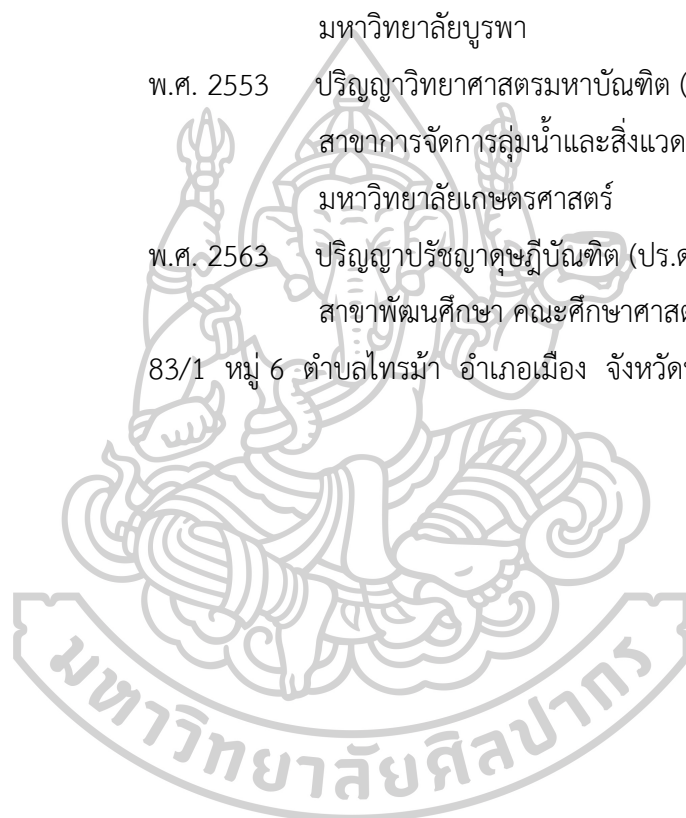 มหาวิทยาลัยบูรพา
พ.ศ. 2553 ปริญญาวิทยาศาสตรมหาบัณฑิต (
สาขาการจัดการลุ่มน้ำและสิ่งแวด
มหาวิทยาลัยเกษตรศาสตร์
พ.ศ. 2563 ปริญญาปรัชญาดุษฎีบัณฑิต (ปร.ด
สาขาพัฒนศึกษา คณะศึกษาศาสต
83/1 หมู่ 6 ตำบลไทรม้า อำเภอเมือง จังหวัด
มหาวิทยาลัยศิลปากร